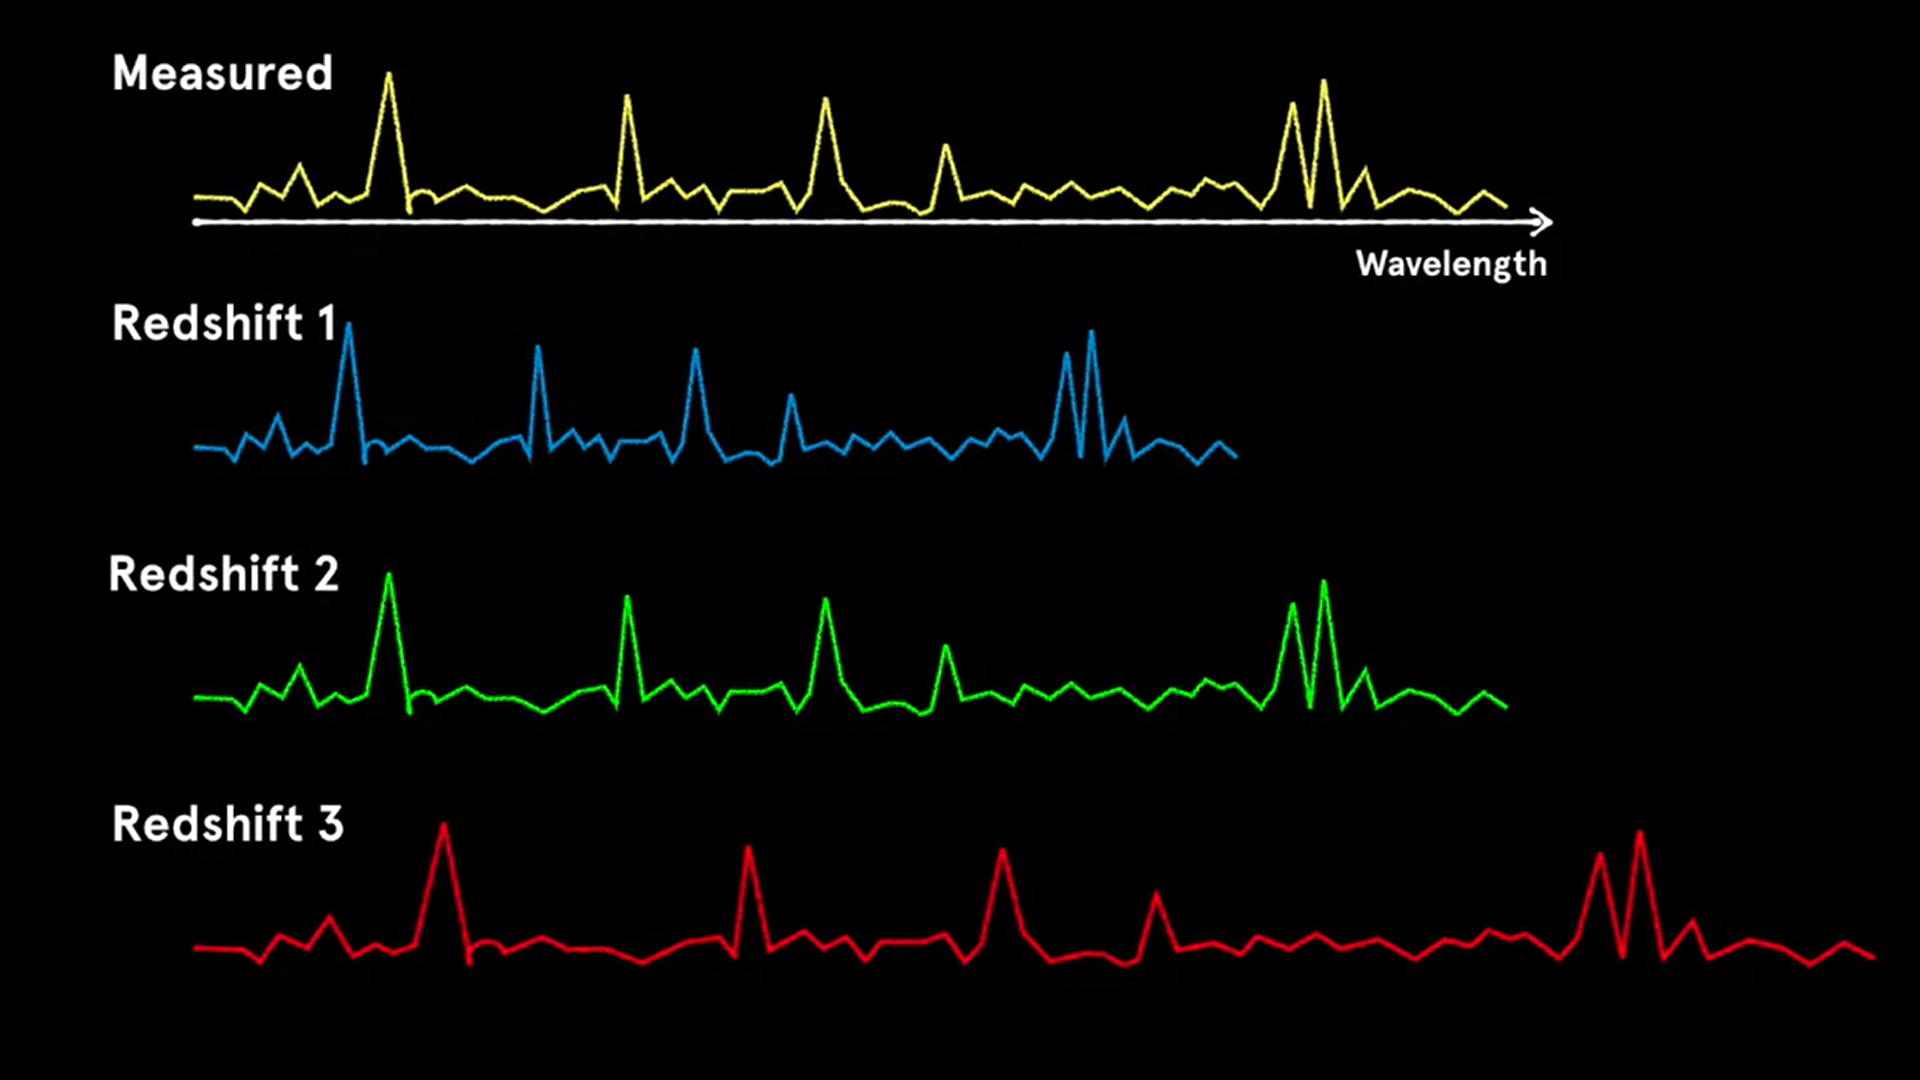 Measured
Wavelength
Redshift 1
Redshift 2
Redshift 3